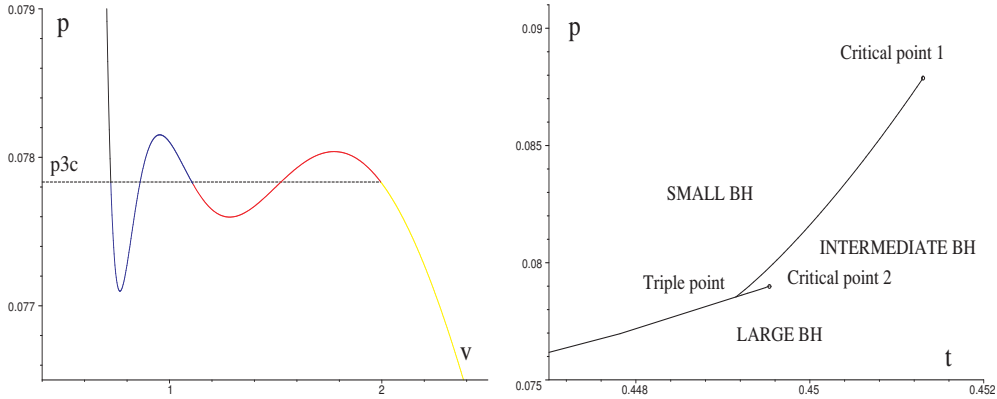 0.079
p
p3c
0.078
0.077
v
1
2
0.09
p
Critical point 1
0.085
SMALL BH
INTERMEDIATE BH
0.08
Triple point
Critical point 2
LARGE BH
t
0.075
0.448
0.45
0.452